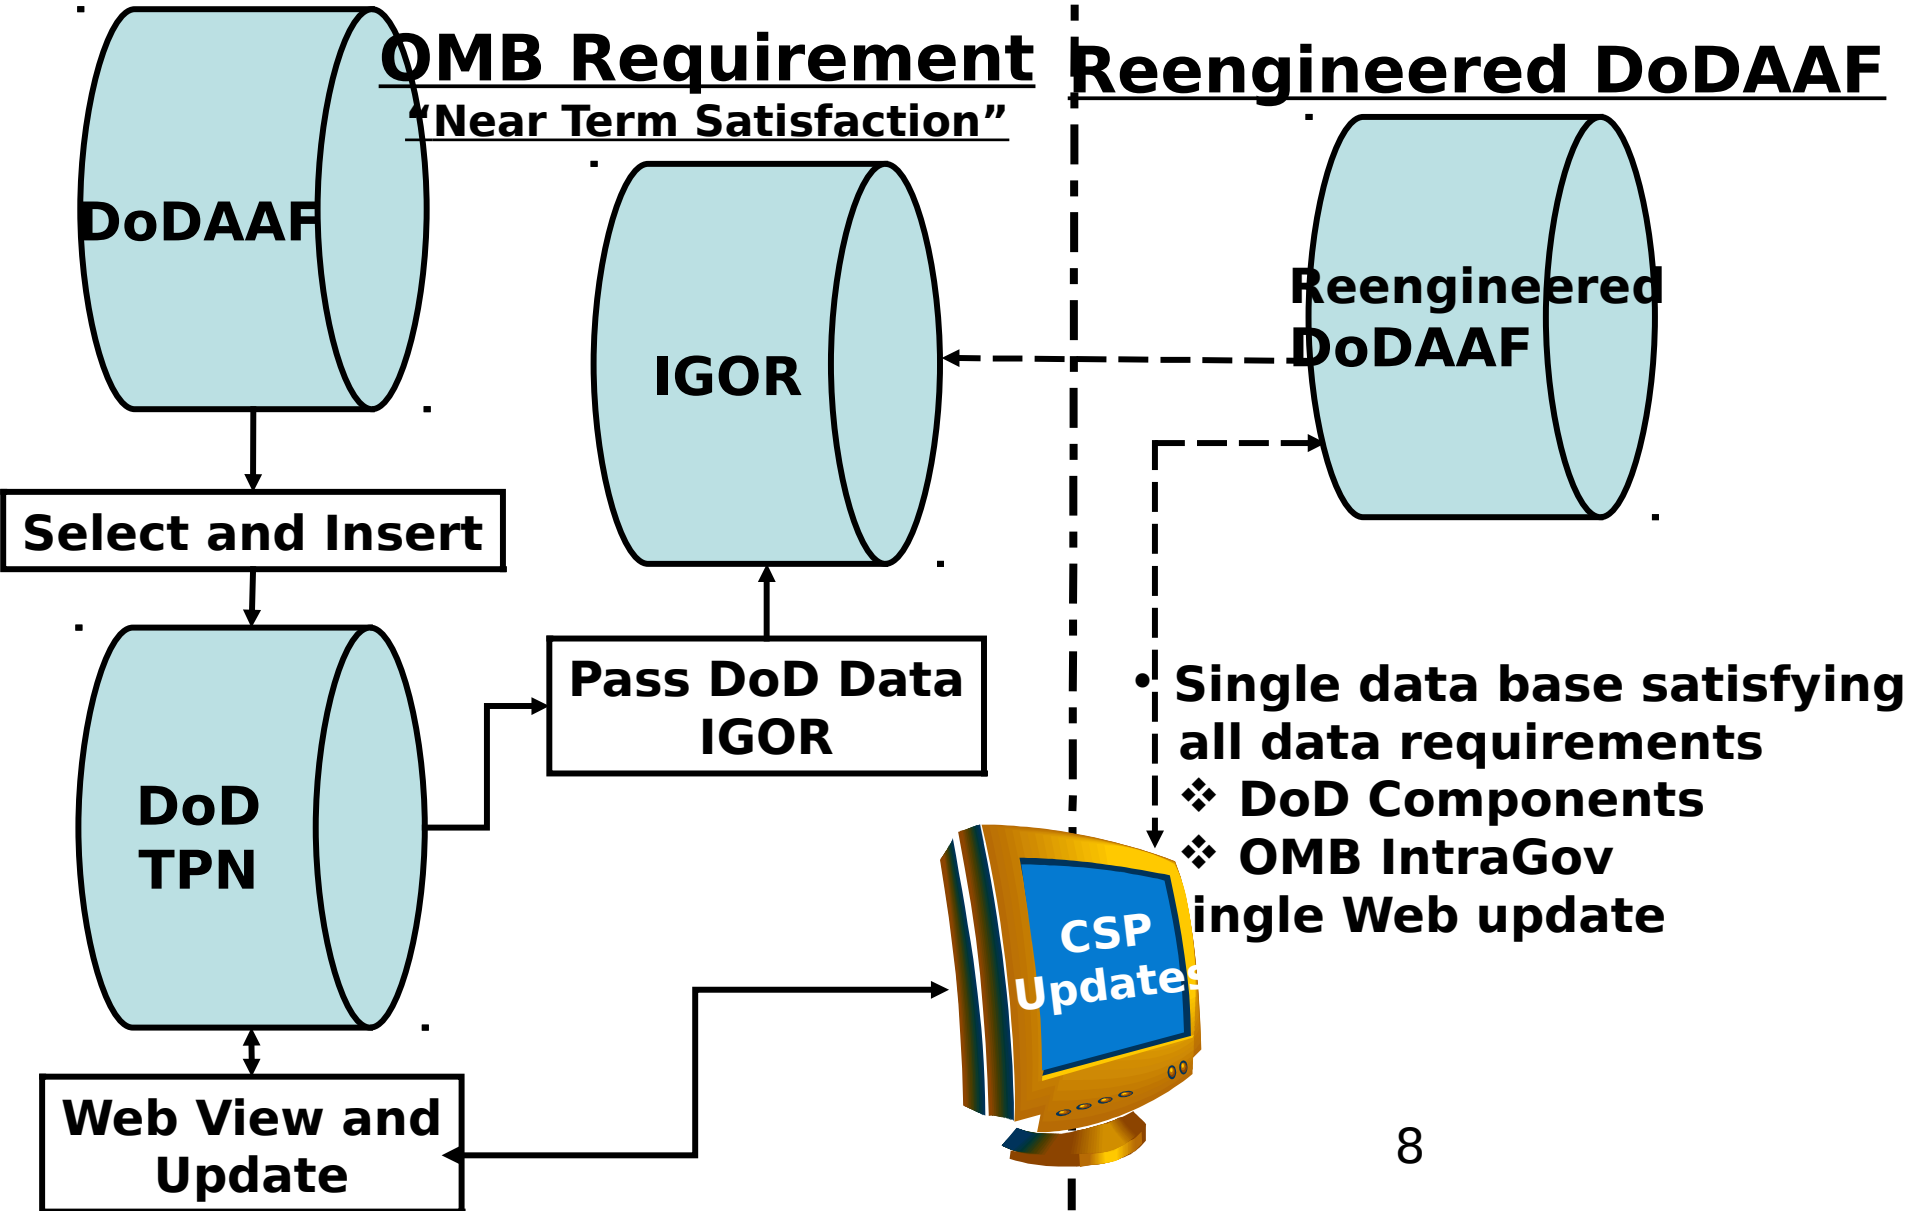 OMB Requirement
“Near Term Satisfaction”
DoDAAF
Select and Insert
DoD
TPN
Web View and
Update
IGOR
Pass DoD Data
IGOR
CSP
Updates
Reengineered DoDAAF
Reengineered
DoDAAF
• Single data base satisfying
all data requirements
❖ DoD Components
❖ OMB IntraGov
ingle Web update
8